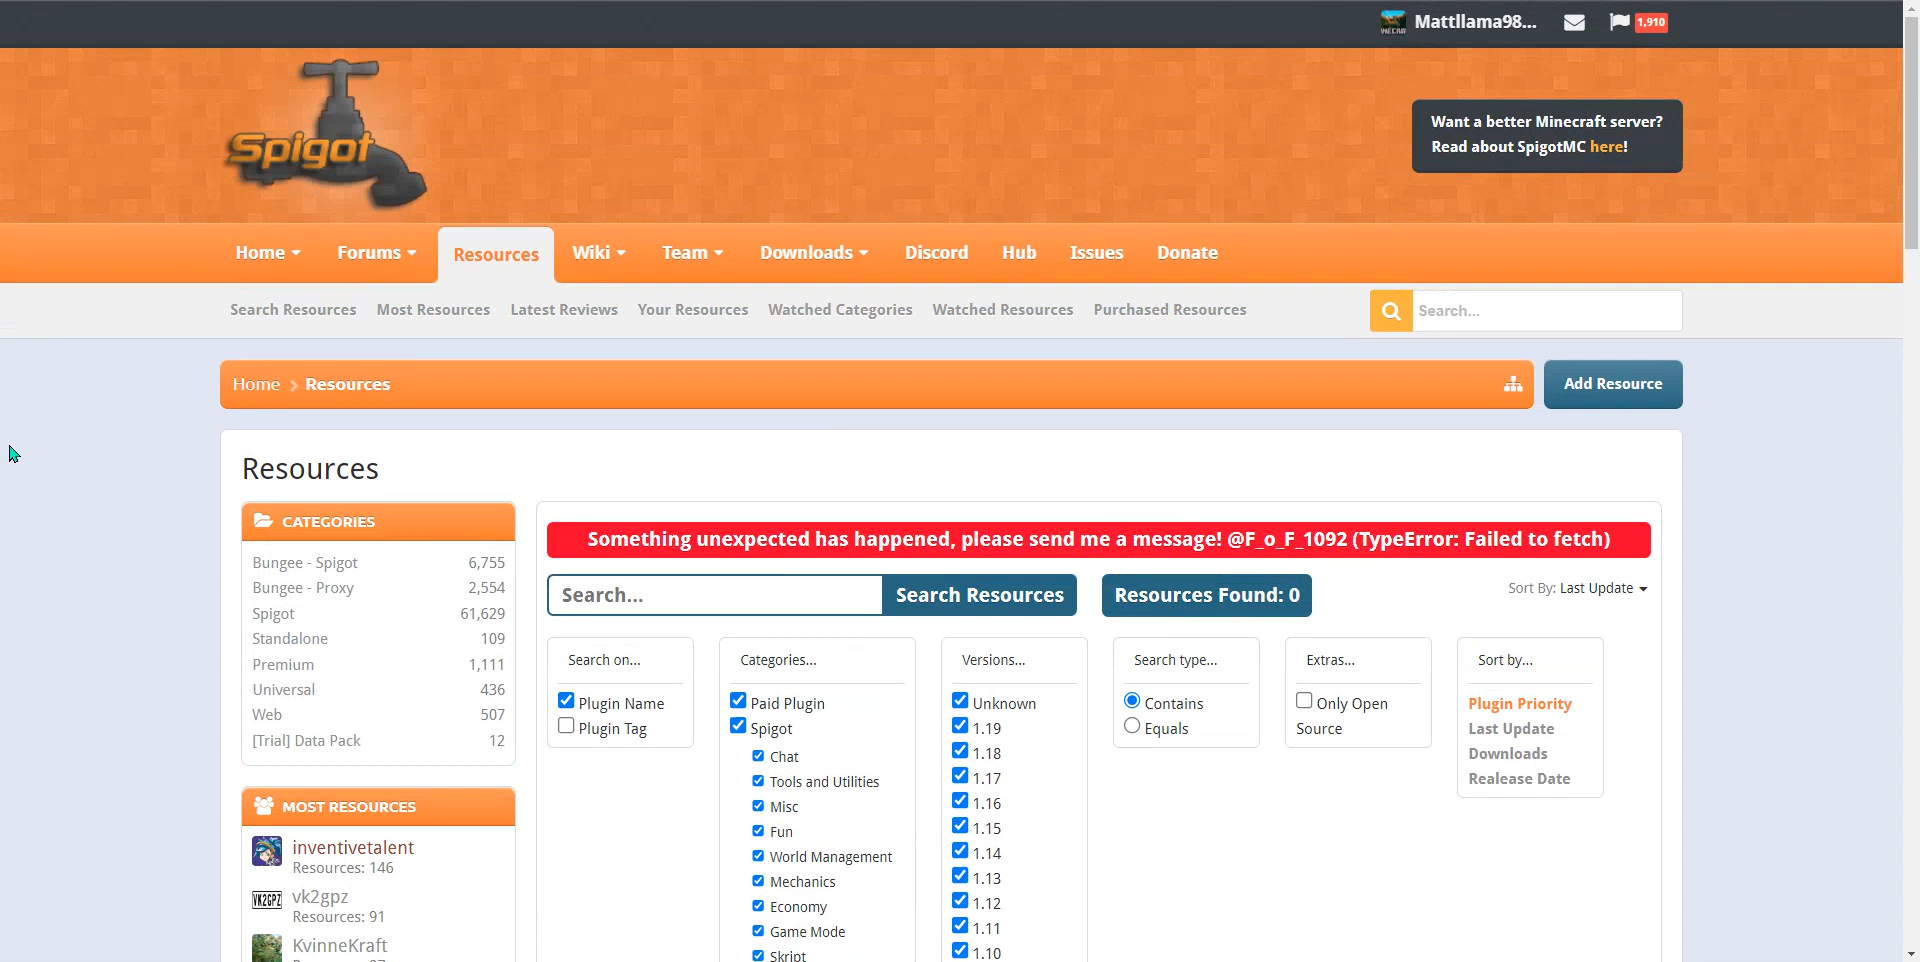 Mattllama98...
1,910
Spigot
Want a better Minecraft server?
Read about SpigotMC here!
Home
Forums
Resources
Wiki
Team
Downloads
Discord
Hub
Issues
Donate
Search Resources
Most Resources
Latest Reviews
Your Resources
Watched Categories
Watched Resources
Purchased Resources
Search...
Home
Resources
Add Resource
Resources
CATEGORIES
Bungee - Spigot 6,755
Bungee - Proxy 2,554
Spigot 61,629
Standalone 109
Premium 1,111
Universal 436
Web 507
[Trial] Data Pack 12
MOST RESOURCES
inventivetalent
Resources: 146
VK2GPZ
vk2gpz
Resources: 91
KvinneKraft
Something unexpected has happened, please send me a message! @F_o_F_1092 (TypeError: Failed to fetch)
Search...
Search Resources
Resources Found: 0
Sort By: Last Update
Search on...
Plugin Name
Plugin Tag
Categories...
Paid Plugin
Spigot
Chat
Tools and Utilities
Misc
Fun
World Management
Mechanics
Economy
Game Mode
Skript
Versions...
Unknown
1.19
1.18
1.17
1.16
1.15
1.14
1.13
1.12
1.11
1.10
Search type...
Contains
Equals
Extras...
Only Open
Source
Sort by...
Plugin Priority
Last Update
Downloads
Realease Date